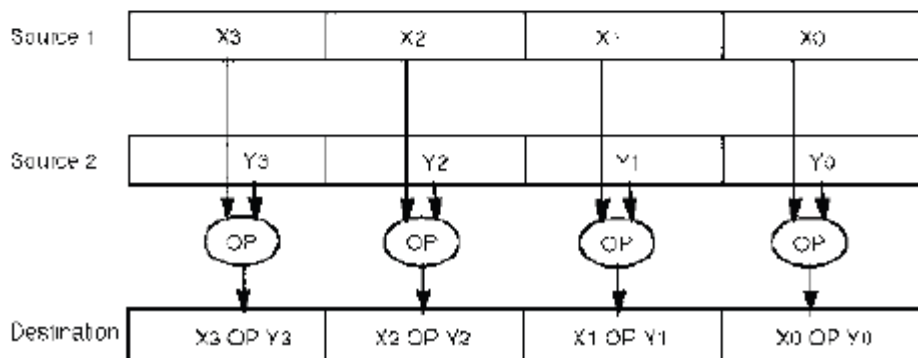 Source 1 X3 X2 X1 X0
Source 2 Y3 Y2 Y1 Y0
OP OP OP OP
Destination X3 OP Y3 X2 OP Y2 X1 OP Y1 X0 OP Y0